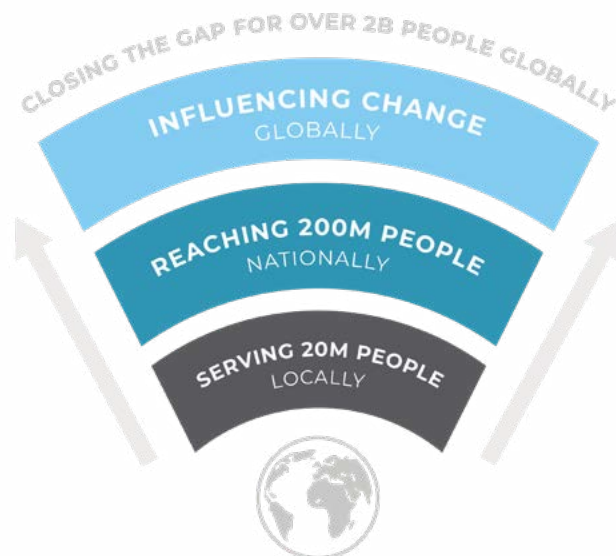 CLOSING THE GAP FOR OVER 2B PEOPLE GLOBALLY
INFLUENCING CHANGE
GLOBALLY
REACHING 200M PEOPLE
NATIONALLY
SERVING 20M PEOPLE
LOCALLY